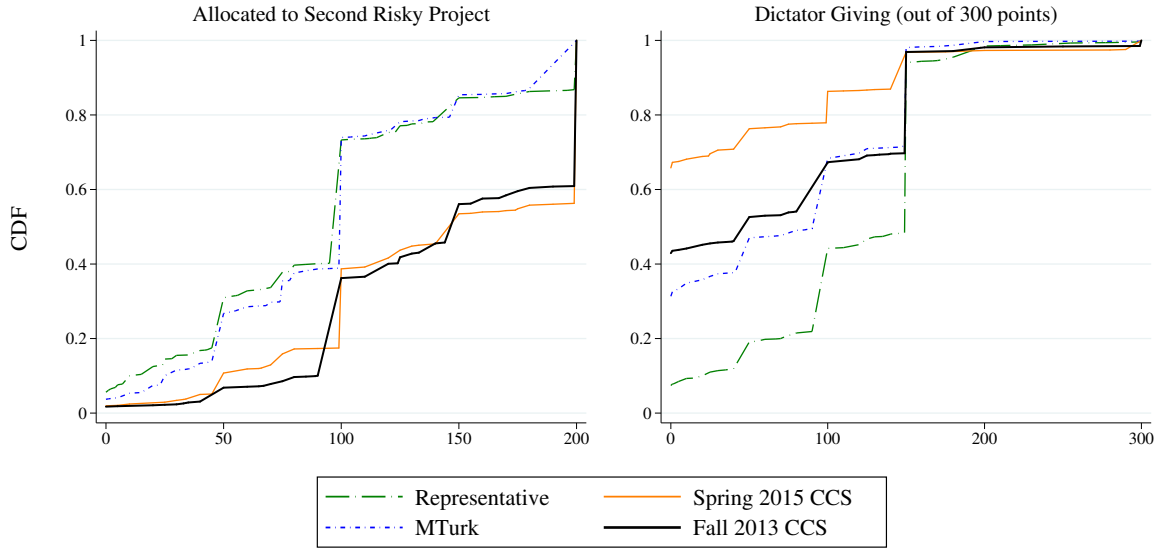 Allocated to Second Risky Project
Dictator Giving (out of 300 points)
CDF
1
0.8
0.6
0.4
0.2
0
0 50 100 150 200
1
0.8
0.6
0.4
0.2
0
0 100 200 300
Representative Spring 2015 CCS
MTurk Fall 2013 CCS